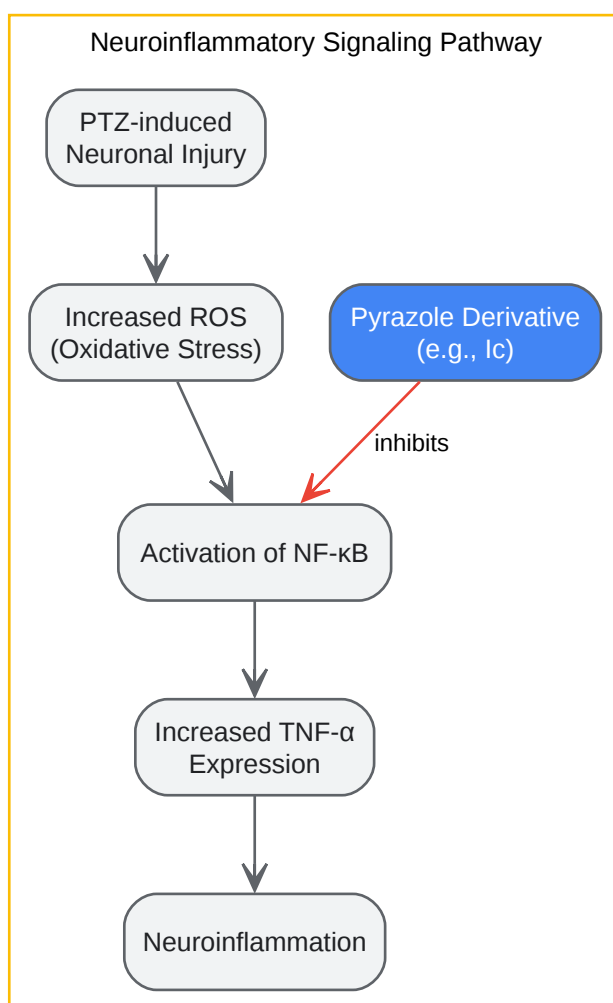 Neuroinflammatory Signaling Pathway
PTZ-induced
Neuronal Injury
Increased ROS
(Oxidative Stress)
Pyrazole Derivative
(e.g., Ic)
inhibits
Activation of NF-κB
Increased TNF-α
Expression
Neuroinflammation